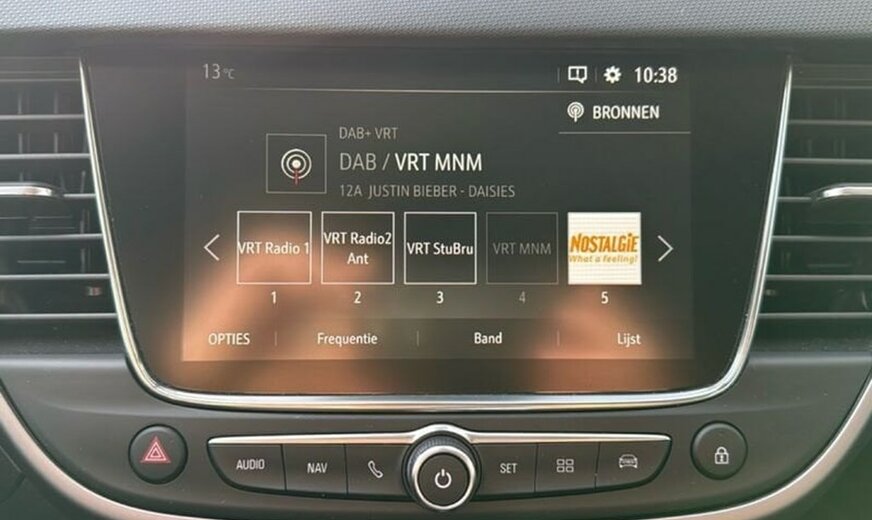 13 °C
10:38
BRONNEN
DAB+ VRT
DAB / VRT MNM
12A JUSTIN BIEBER - DAISIES
VRT Radio 1
VRT Radio2
Ant
VRT StuBru
VRT MNM
NOSTALGiE
What a feeling!
1
2
3
4
5
OPTIES
Frequentie
Band
Lijst
AUDIO
NAV
SET